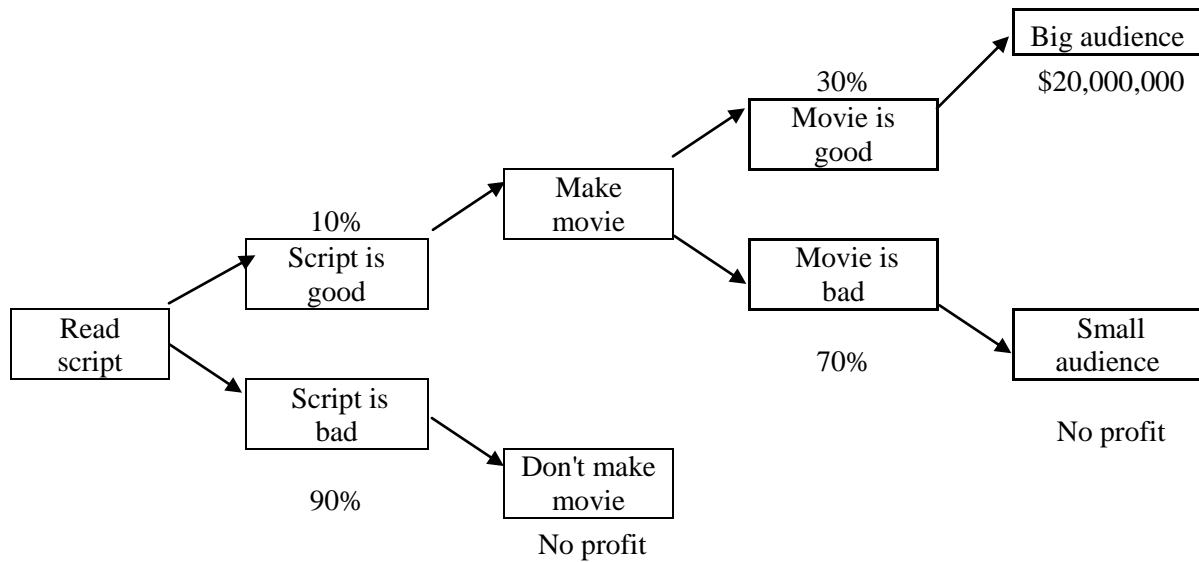 Big audience
$20,000,000
30%
Movie is
good
Make
movie
10%
Script is
good
Movie is
bad
Read
script
Small
audience
70%
Script is
bad
No profit
Don't make
movie
90%
No profit